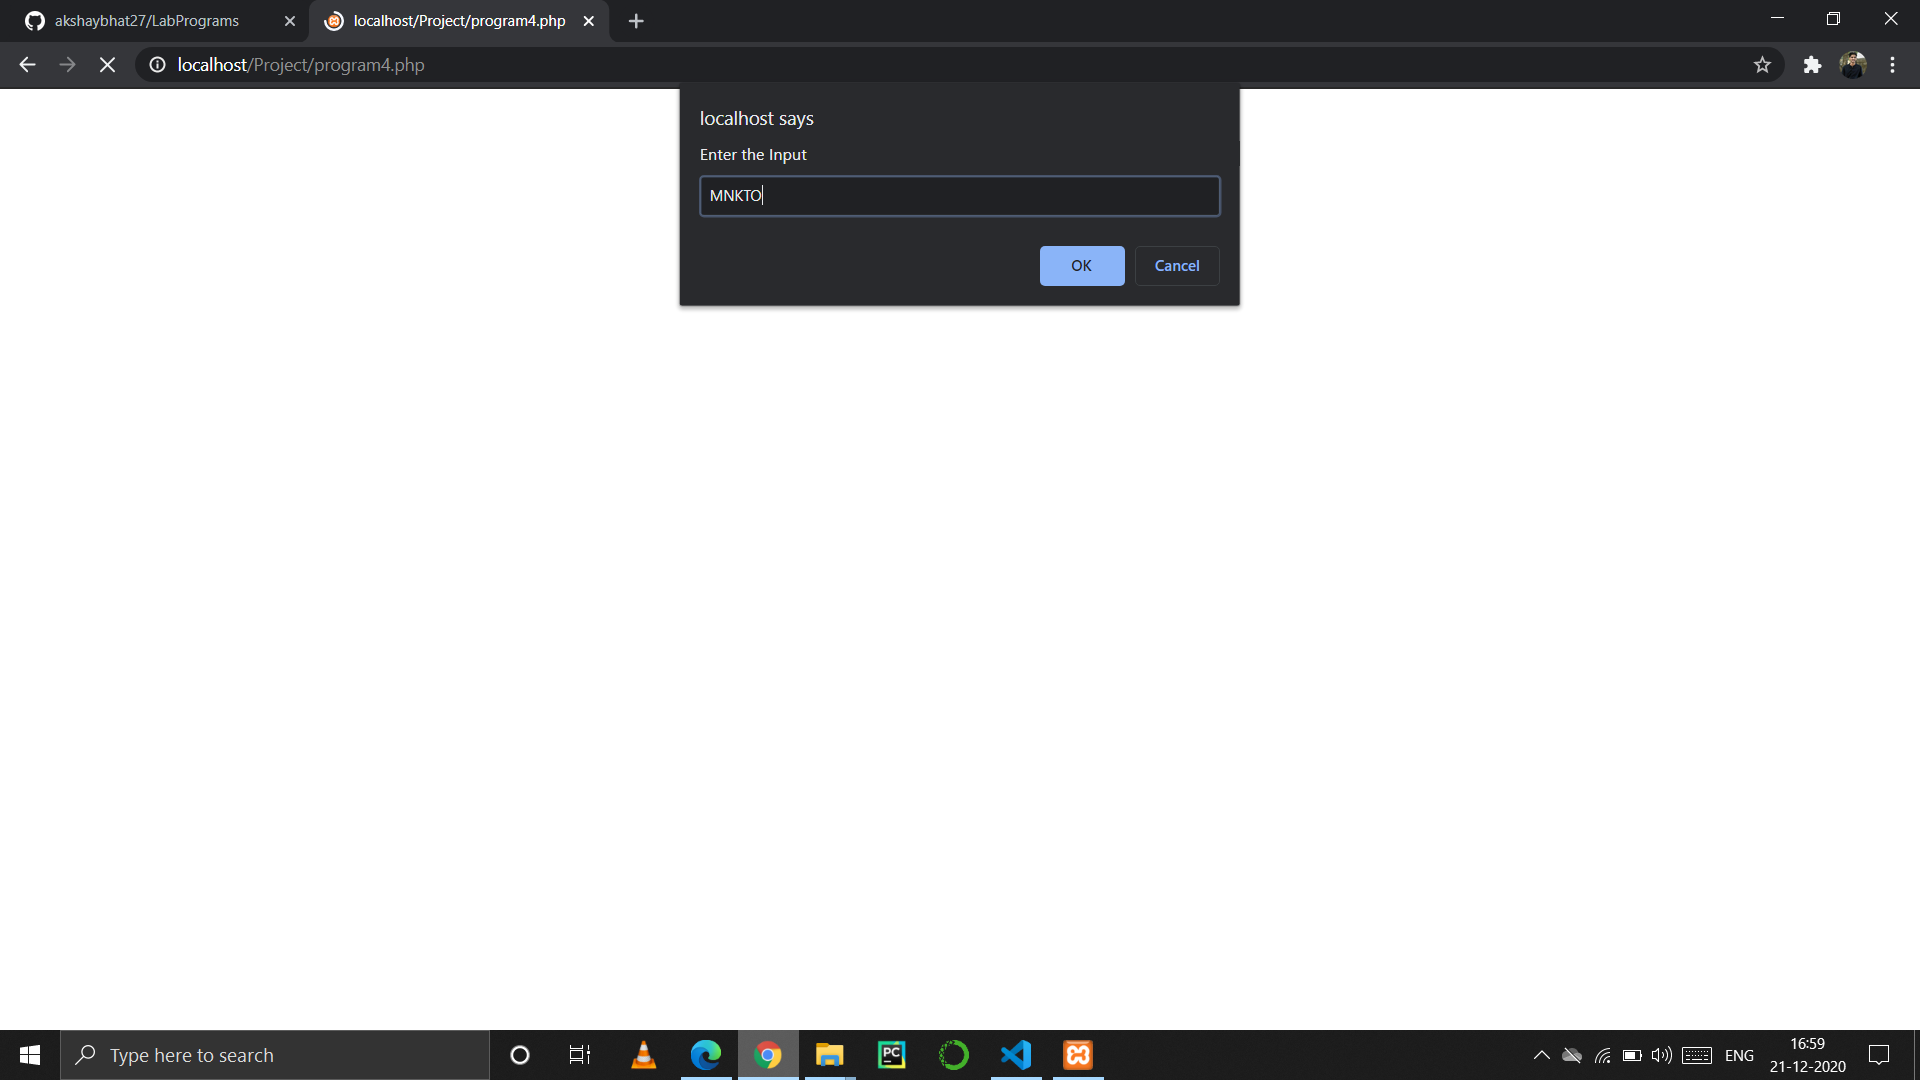 akshaybhat27/LabPrograms
localhost/Project/program4.php
localhost/Project/program4.php
localhost says
Enter the Input
MNKTO
OK
Cancel
Type here to search
PC
ENG
16:59
21-12-2020